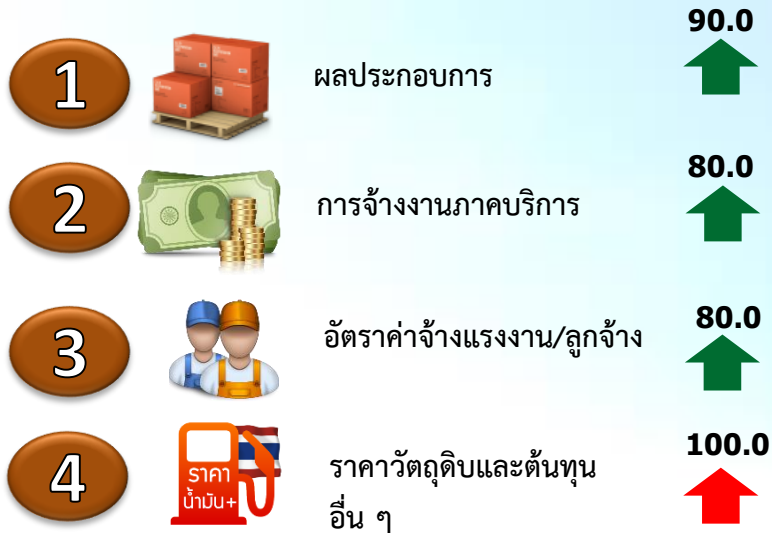 90.0
1
ผลประกอบการ
80.0
2
การจ้างงานภาคบริการ
80.0
3
อัตราค่าจ้างแรงงาน/ลูกจ้าง
100.0
4
ราคา
น้ำมัน+
ราคาวัตถุดิบและต้นทุน
อื่น ๆ